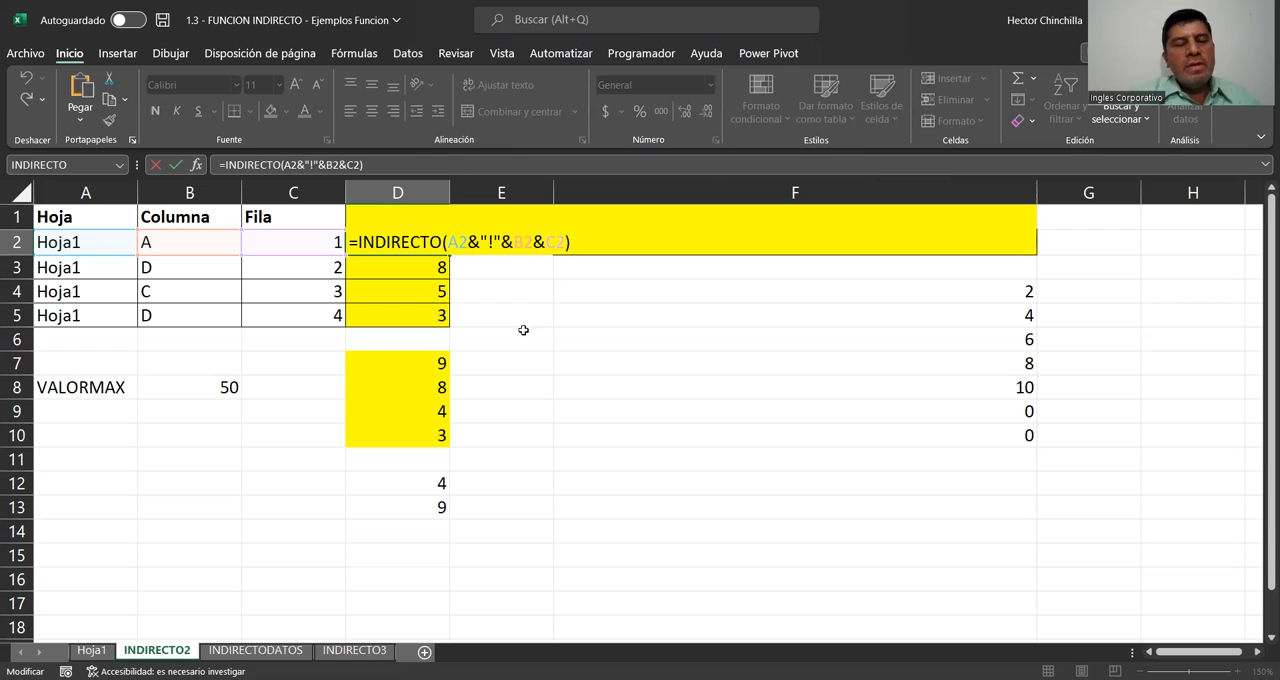 Autoguardado
1.3 - FUNCION INDIRECTO - Ejemplos Funcion
Buscar (Alt+Q)
Hector Chinchilla
Archivo Inicio Insertar Dibujar Disposición de página Fórmulas Datos Revisar Vista Automatizar Programador Ayuda Power Pivot
Ingles Corporativo
Calibri 11 Ajustar texto General Insertar
Pegar
N K S Combinar y centrar $ % 000 Formato condicional Dar formato como tabla Estilos de celda Eliminar Formato Ordenar y filtrar Buscar y seleccionar Analizar datos
Deshacer Portapapeles Fuente Alineación Número Estilos Celdas Edición Análisis
INDIRECTO fx =INDIRECTO(A2&"!"&B2&C2)
A B C D E F G H
1 Hoja Columna Fila
2 Hoja1 A 1 =INDIRECTO(A2&"!"&B2&C2)
3 Hoja1 D 2 8
4 Hoja1 C 3 5 2
5 Hoja1 D 4 3 4
6 6
7 9 8
8 VALORMAX 50 8 10
9 4 0
10 3 0
11
12 4
13 9
14
15
16
17
18
Hoja1 INDIRECTO2 INDIRECTODATOS INDIRECTO3
Modificar Accesibilidad: es necesario investigar 150%